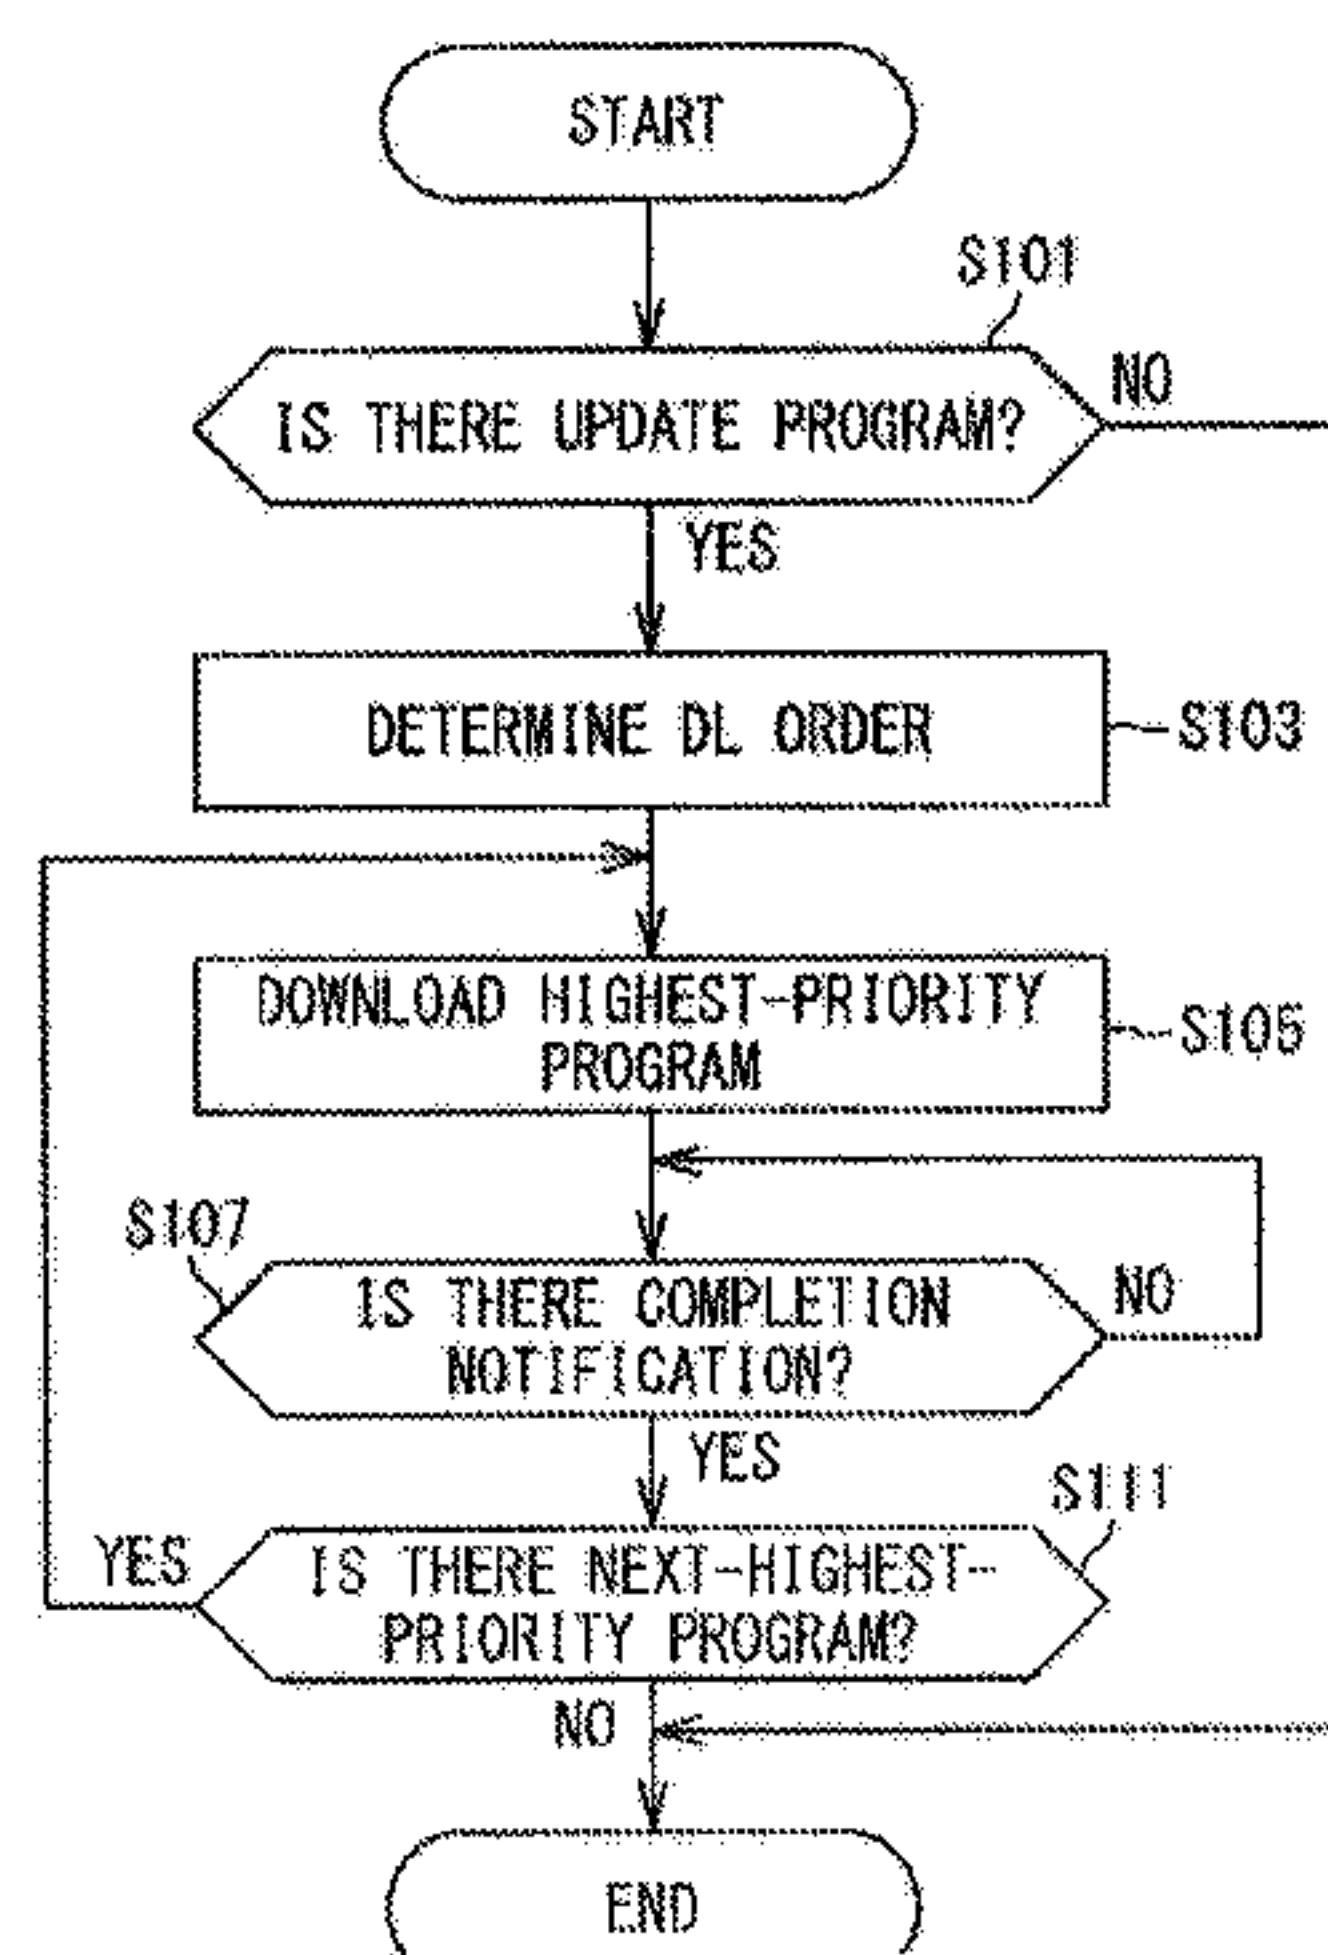 START
S101
IS THERE UPDATE PROGRAM?
NO
YES
DETERMINE DL ORDER
S103
DOWNLOAD HIGHEST-PRIORITY
PROGRAM
S105
S107
IS THERE COMPLETION
NOTIFICATION?
NO
YES
S111
YES
IS THERE NEXT-HIGHEST-
PRIORITY PROGRAM?
NO
END